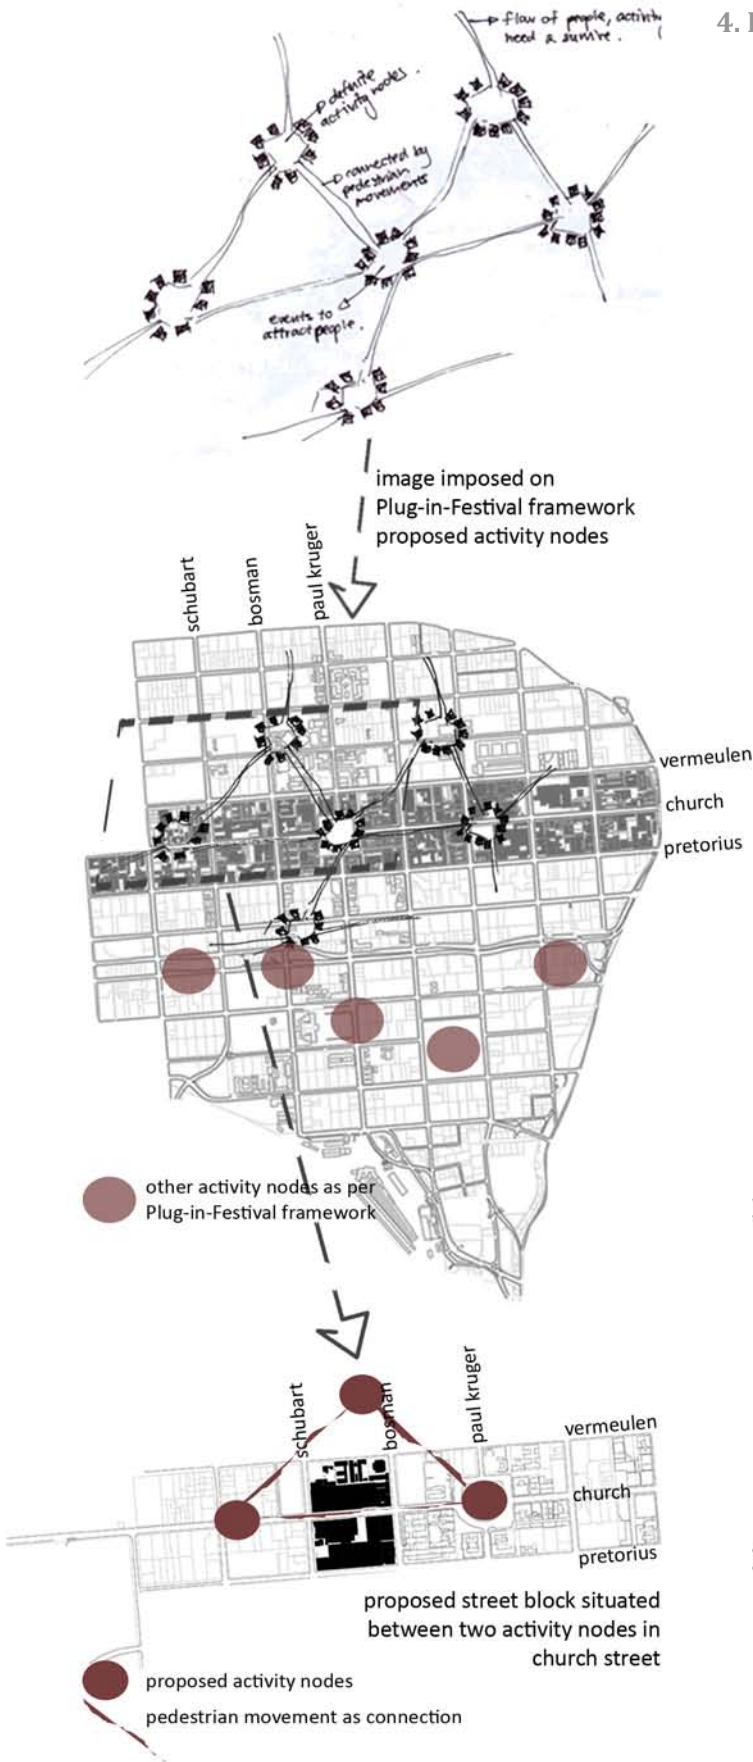 flow of people, activity
4.
need & sunire.
definite
activity nodes.
connected by
pedestrian
movements
events to
attract people.
image imposed on
Plug-in-Festival framework
proposed activity nodes
schubart
bosman
paul kruger
vermeulen
church
pretorius
other activity nodes as per
Plug-in-Festival framework
schubart
bosman
paul kruger
vermeulen
church
pretorius
proposed street block situated
between two activity nodes in
church street
proposed activity nodes
pedestrian movement as connection